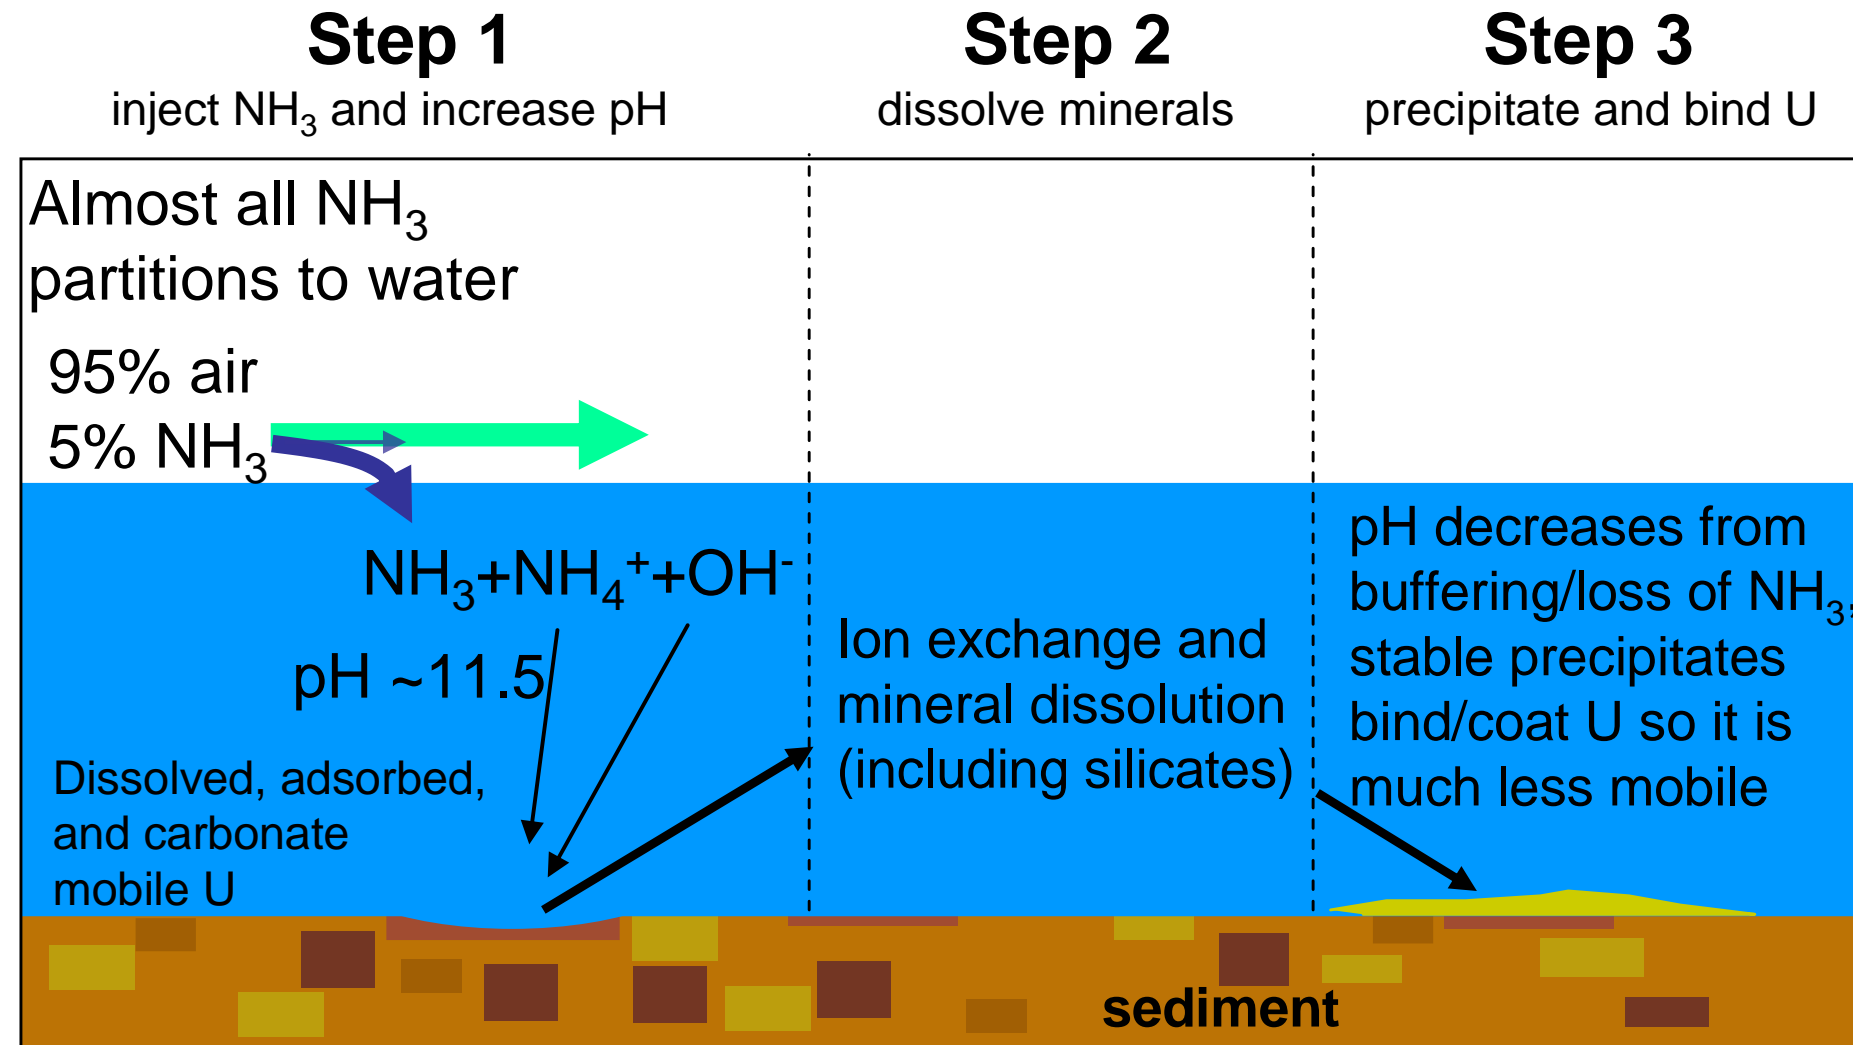 Step 1
inject NH₃ and increase pH
Step 2
dissolve minerals
Step 3
precipitate and bind U
Almost all NH₃
partitions to water
95% air
5% NH₃
NH₃+NH₄⁺+OH⁻
pH ~11.5
Dissolved, adsorbed,
and carbonate
mobile U
Ion exchange and
mineral dissolution
(including silicates)
pH decreases from
buffering/loss of NH₃,
stable precipitates
bind/coat U so it is
much less mobile
sediment